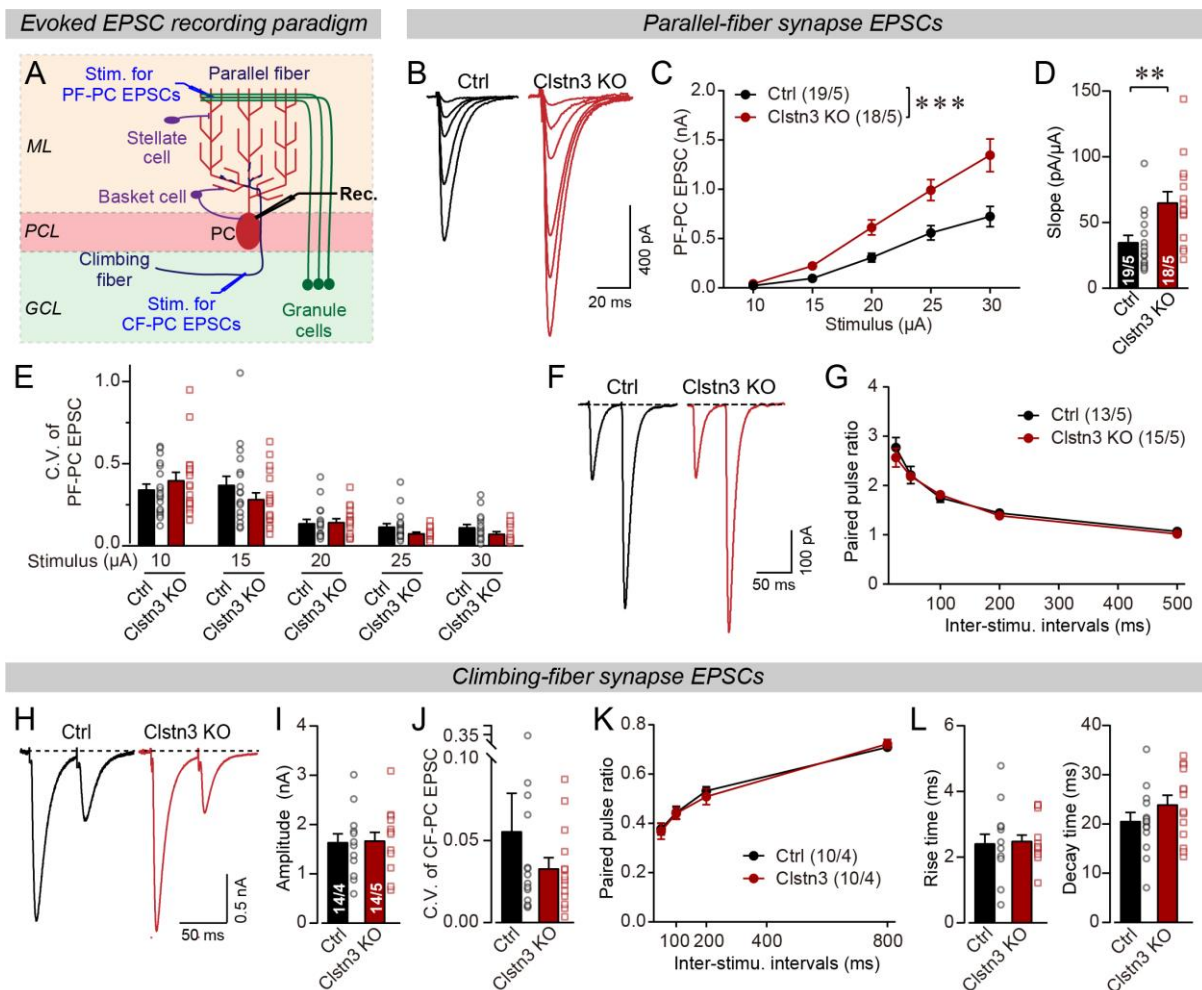 Evoked EPSC recording paradigm
Parallel-fiber synapse EPSCs
A
Stim. for
PF-PC EPSCs
Parallel fiber
ML
Stellate
cell
Basket cell
Rec.
PCL
PC
Climbing
fiber
GCL
Stim. for
CF-PC EPSCs
Granule
cells
B
Ctrl
Clstn3 KO
400 pA
20 ms
C
Ctrl (19/5)
Clstn3 KO (18/5)
***
PF-PC EPSC (nA)
2.0
1.5
1.0
0.5
0.0
10
15
20
25
30
Stimulus (µA)
D
**
Slope (pA/µA)
150
100
50
0
19/5
18/5
Ctrl
Clstn3 KO
E
C.V. of
PF-PC EPSC
1.0
0.5
0.0
Stimulus (µA)
10
15
20
25
30
Ctrl
Clstn3 KO
Ctrl
Clstn3 KO
Ctrl
Clstn3 KO
Ctrl
Clstn3 KO
Ctrl
Clstn3 KO
F
Ctrl
Clstn3 KO
100 pA
50 ms
G
Ctrl (13/5)
Clstn3 KO (15/5)
Paired pulse ratio
4
3
2
1
0
100
200
300
400
500
Inter-stimu. intervals (ms)
Climbing-fiber synapse EPSCs
H
Ctrl
Clstn3 KO
0.5 nA
50 ms
I
Amplitude (nA)
4
3
2
1
0
14/4
14/5
Ctrl
Clstn3 KO
J
C.V. of CF-PC EPSC
0.35
0.10
0.05
0.00
Ctrl
Clstn3 KO
K
Paired pulse ratio
0.8
0.6
0.4
0.2
0.0
Ctrl (10/4)
Clstn3 (10/4)
100
200
400
800
Inter-stimu. intervals (ms)
L
Rise time (ms)
6
4
2
0
Ctrl
Clstn3 KO
Decay time (ms)
40
30
20
10
0
Ctrl
Clstn3 KO